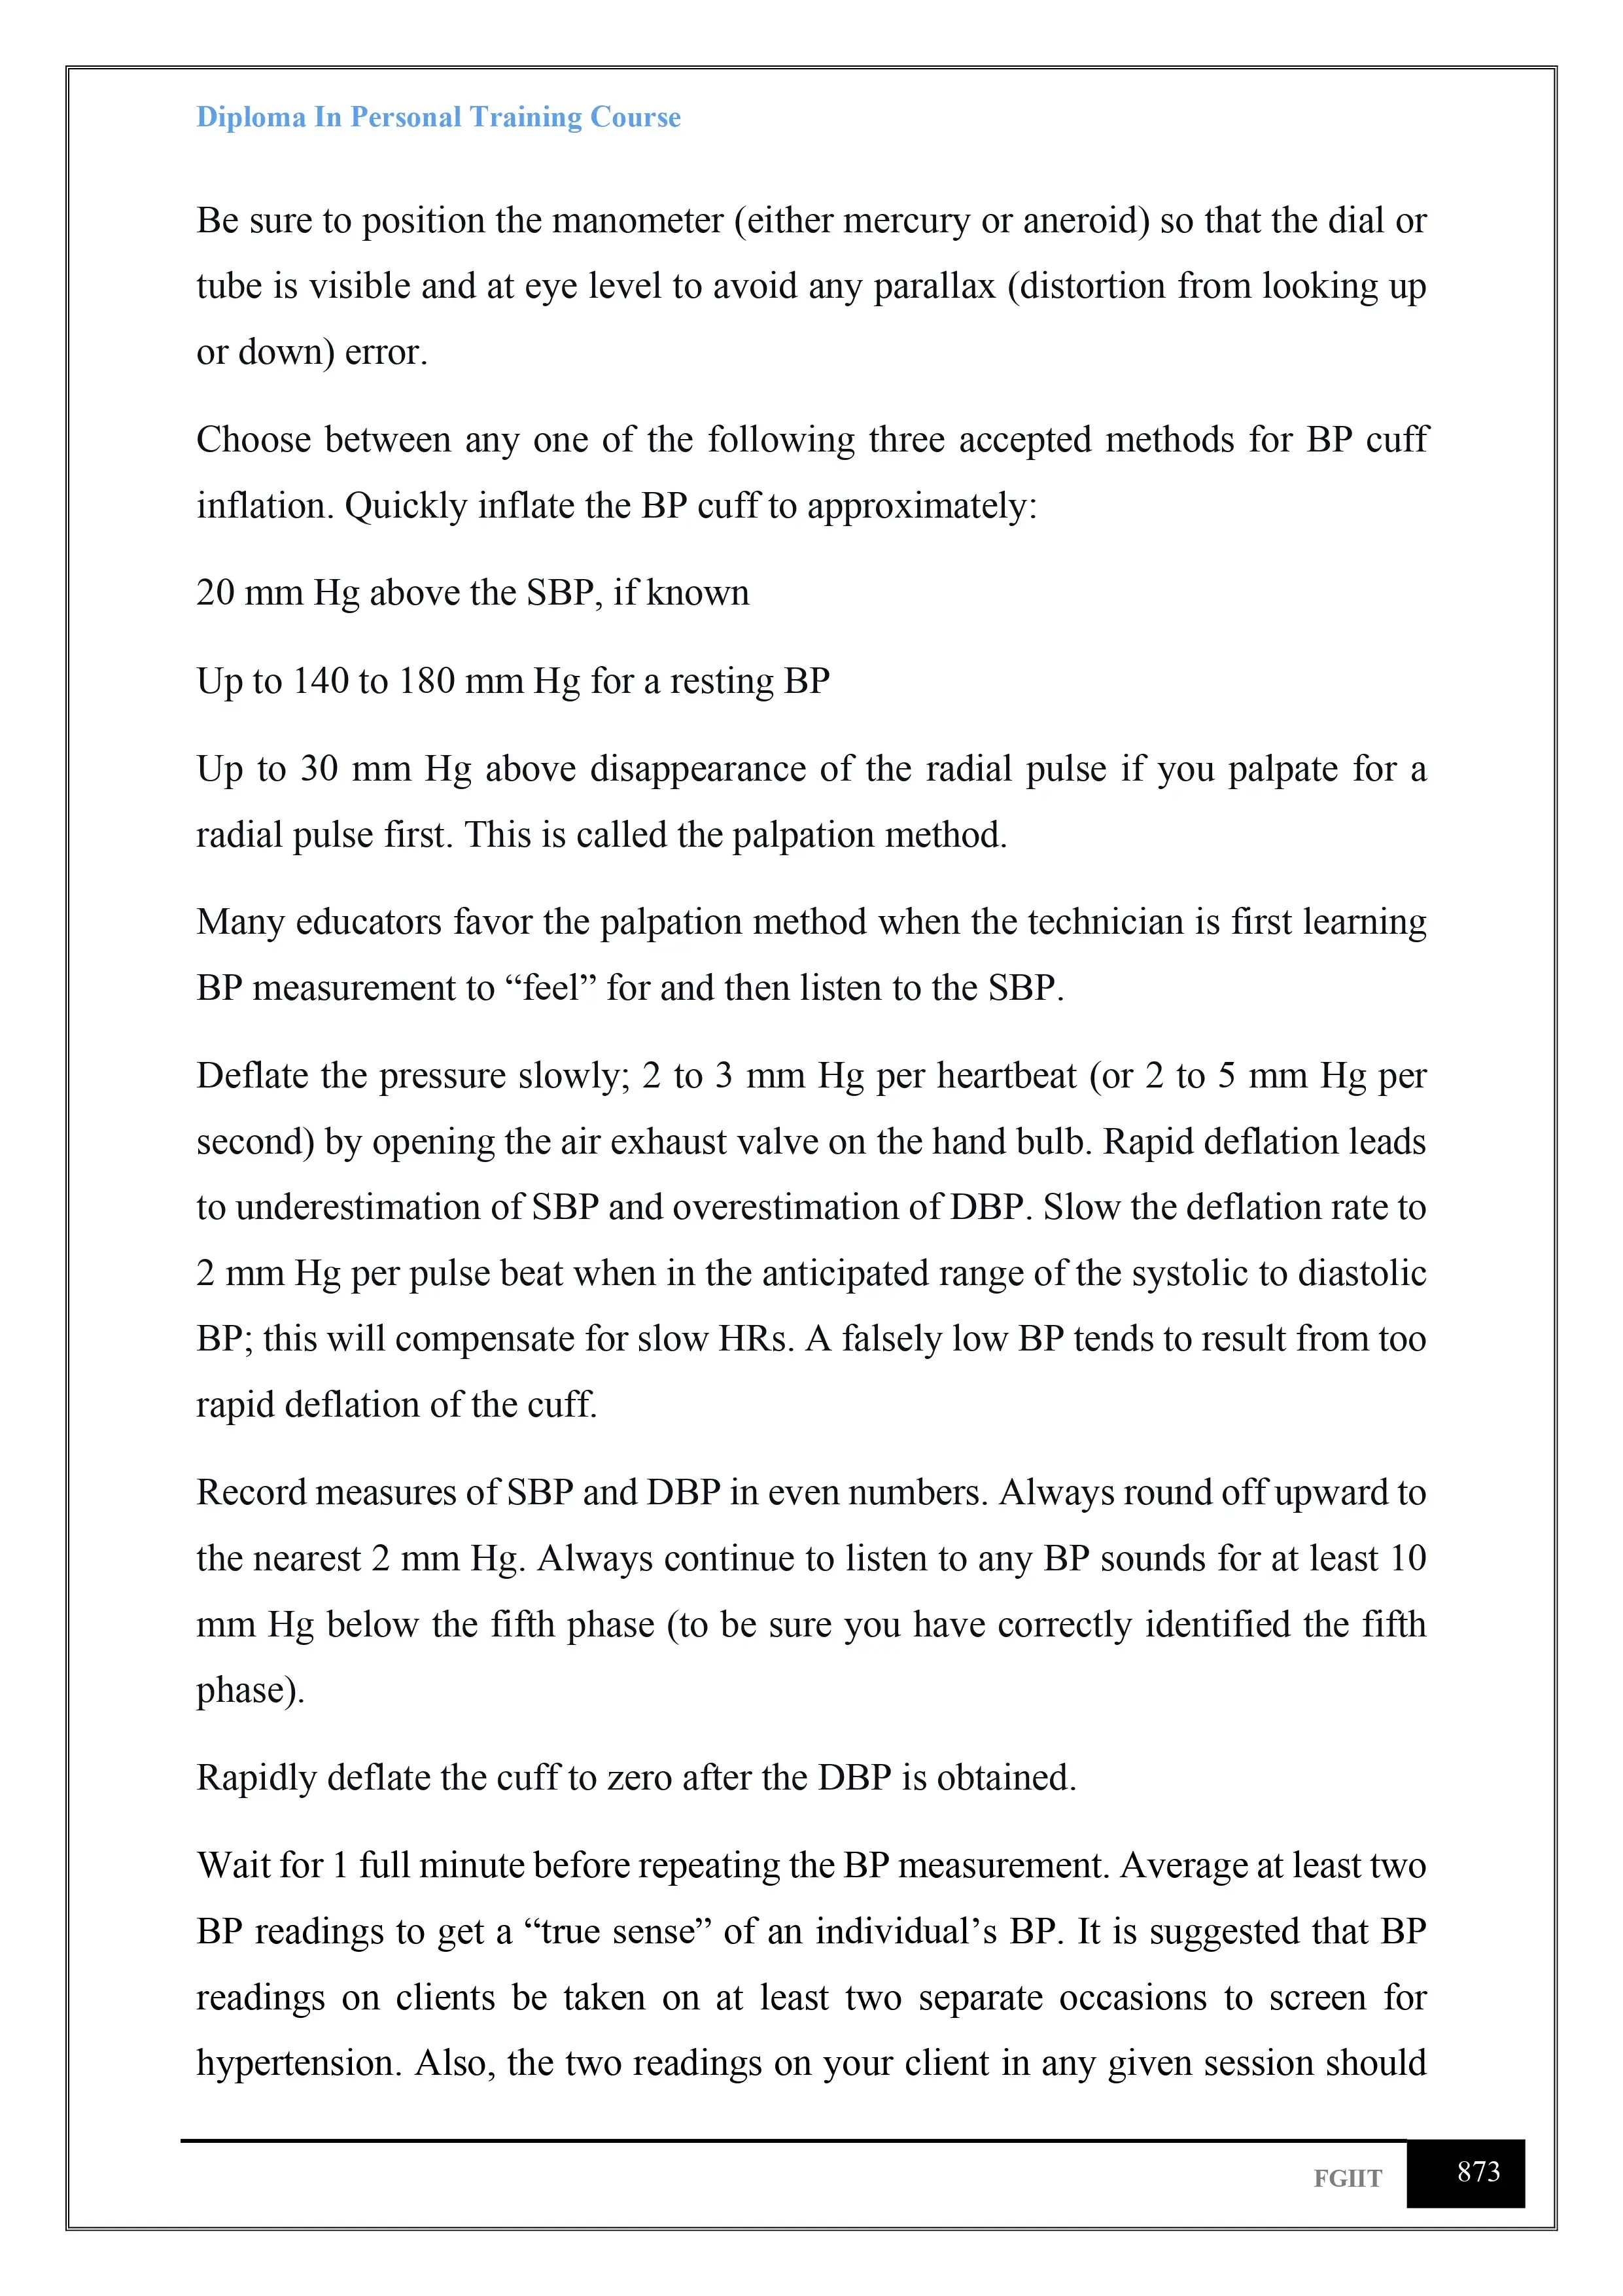 Diploma In Personal Training Course
Be sure to position the manometer (either mercury or aneroid) so that the dial or
tube is visible and at eye level to avoid any parallax (distortion from looking up
or down) error.
Choose between any one of the following three accepted methods for BP cuff
inflation. Quickly inflate the BP cuff to approximately:
20 mm Hg above the SBP, if known
Up to 140 to 180 mm Hg for a resting BP
Up to 30 mm Hg above disappearance of the radial pulse if you palpate for a
radial pulse first. This is called the palpation method.
Many educators favor the palpation method when the technician is first learning
BP measurement to “feel” for and then listen to the SBP.
Deflate the pressure slowly; 2 to 3 mm Hg per heartbeat (or 2 to 5 mm Hg per
second) by opening the air exhaust valve on the hand bulb. Rapid deflation leads
to underestimation of SBP and overestimation of DBP. Slow the deflation rate to
2 mm Hg per pulse beat when in the anticipated range of the systolic to diastolic
BP; this will compensate for slow HRs. A falsely low BP tends to result from too
rapid deflation of the cuff.
Record measures of SBP and DBP in even numbers. Always round off upward to
the nearest 2 mm Hg. Always continue to listen to any BP sounds for at least 10
mm Hg below the fifth phase (to be sure you have correctly identified the fifth
phase).
Rapidly deflate the cuff to zero after the DBP is obtained.
Wait for 1 full minute before repeating the BP measurement. Average at least two
BP readings to get a “true sense” of an individual’s BP. It is suggested that BP
readings on clients be taken on at least two separate occasions to screen for
hypertension. Also, the two readings on your client in any given session should
FGIIT 873